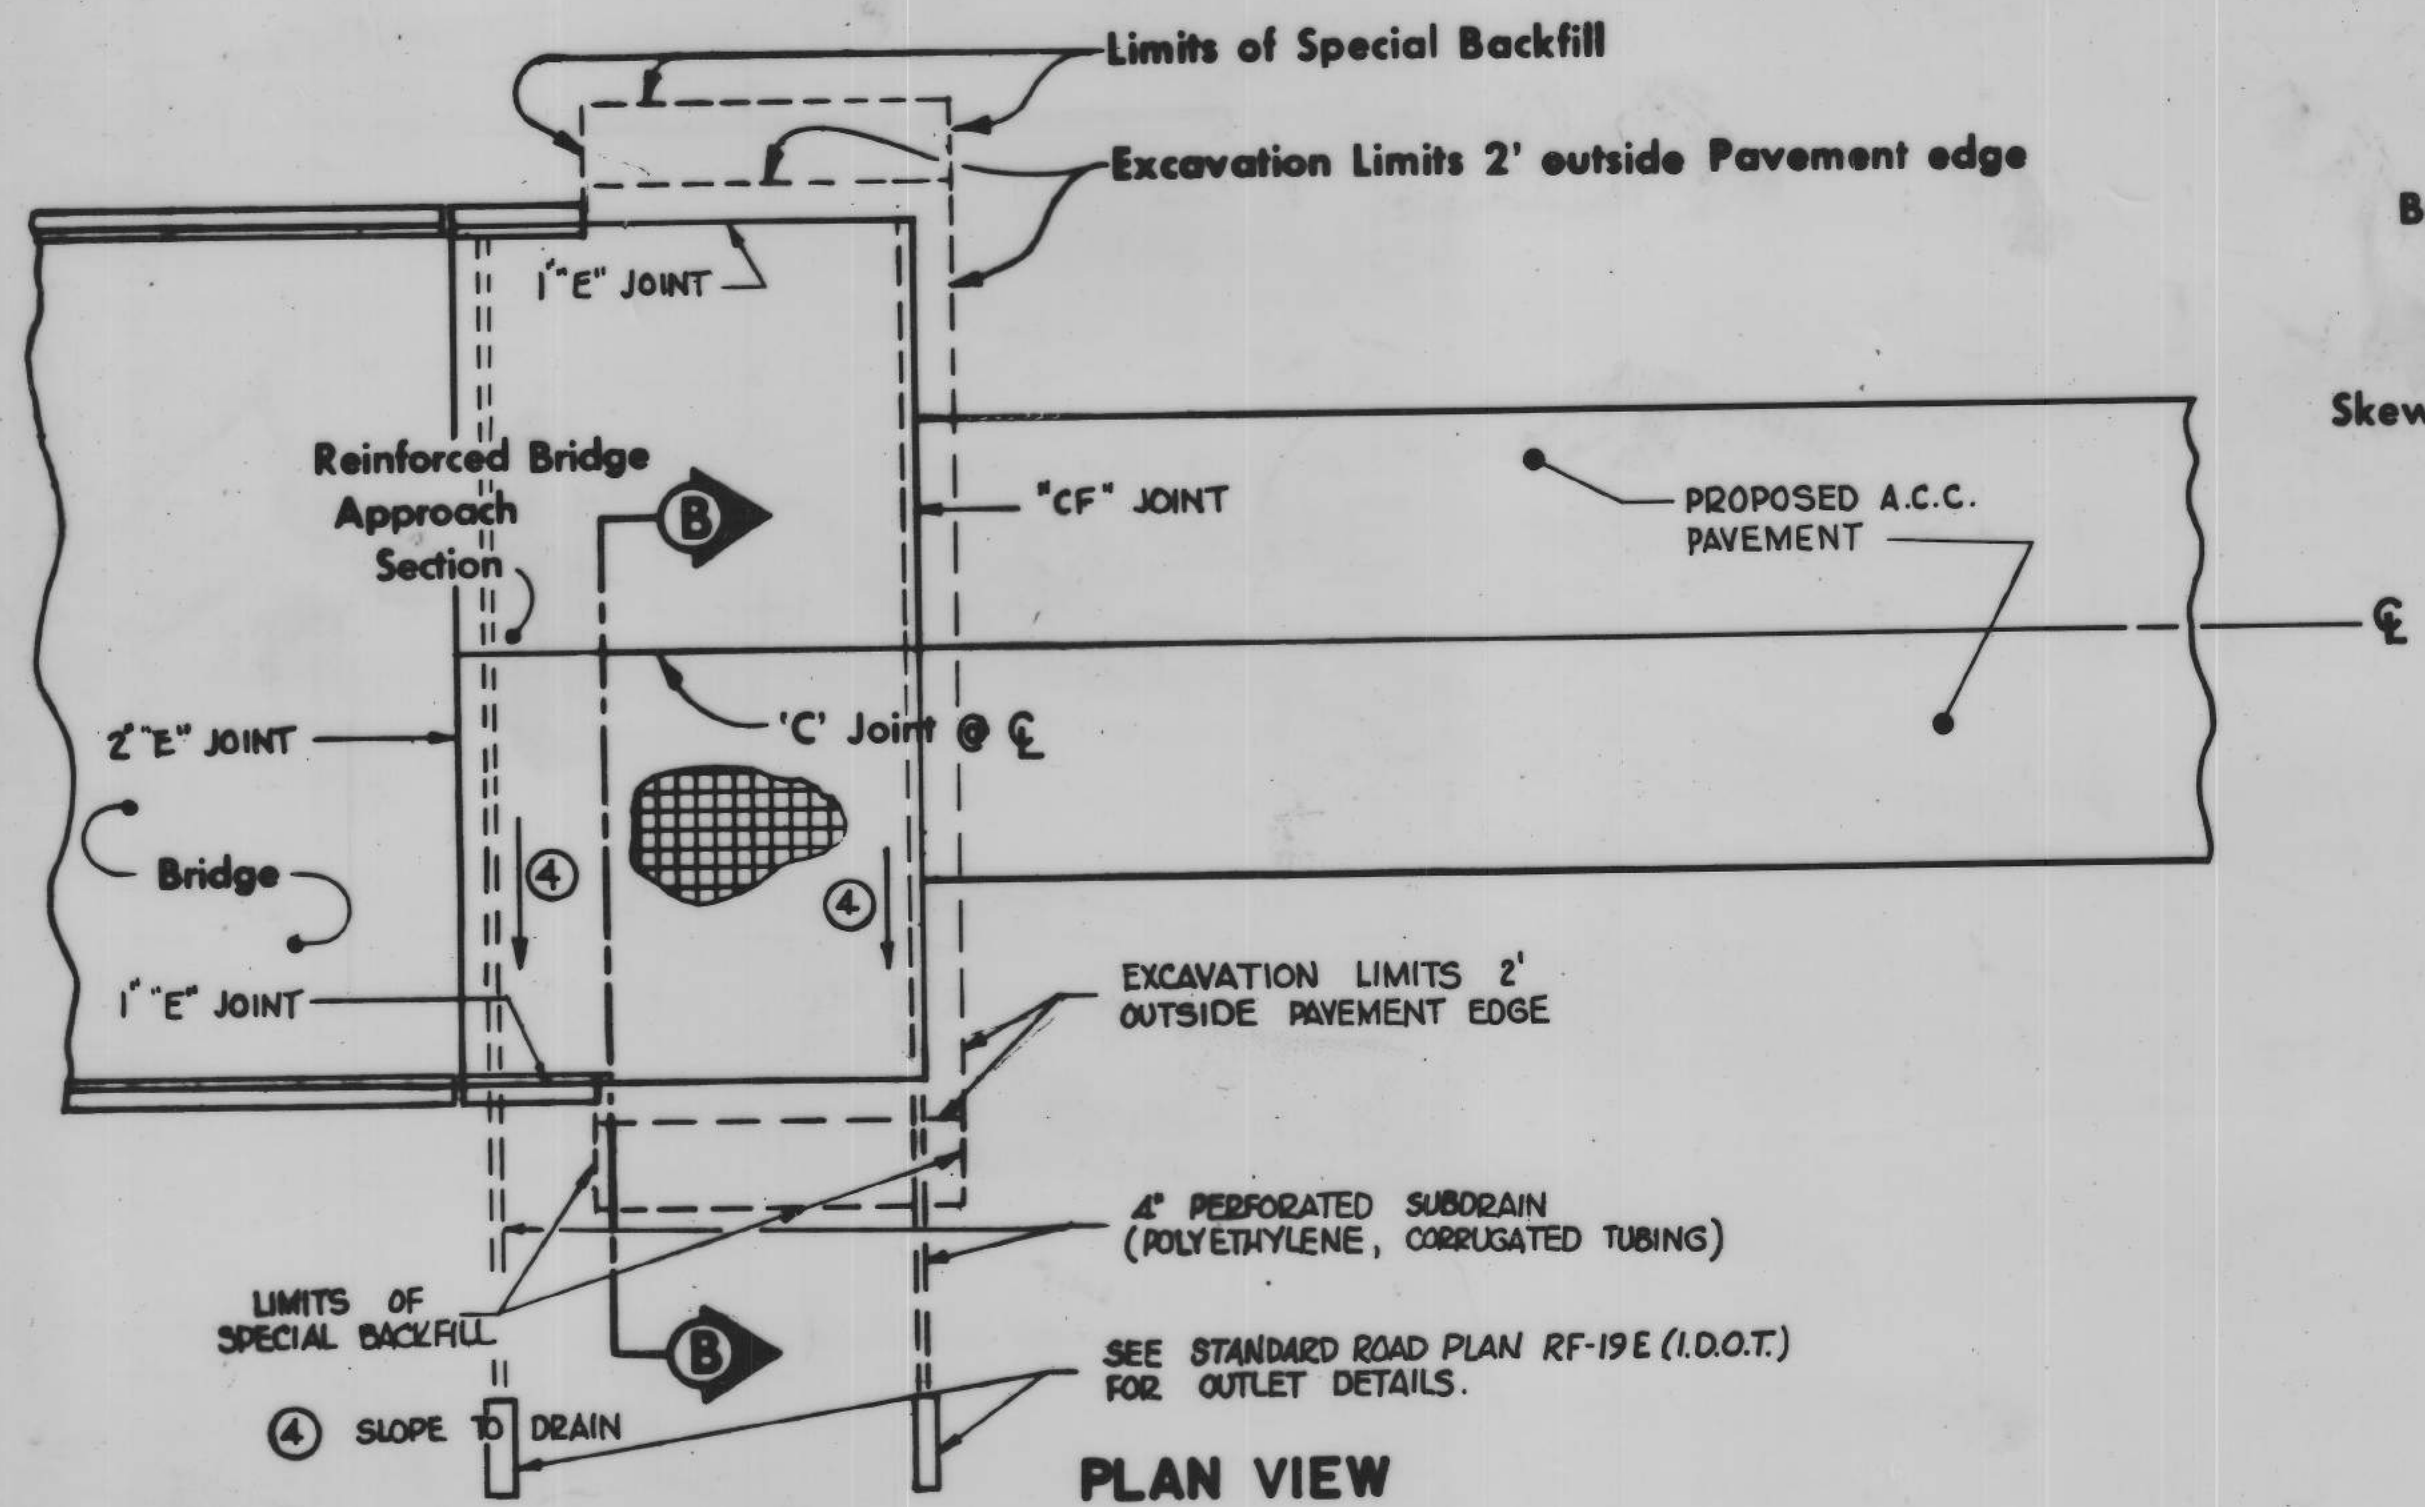 Limits of Special Backfill
Excavation Limits 2' outside Pavement edge
B
1" "E" JOINT
Skew
Reinforced Bridge
Approach
Section
B
"CF" JOINT
PROPOSED A.C.C.
PAVEMENT
℄
'C' Joint @ ℄
2" "E" JOINT
Bridge
4
4
1" "E" JOINT
EXCAVATION LIMITS 2'
OUTSIDE PAVEMENT EDGE
4" PERFORATED SUBDRAIN
(POLYETHYLENE, CORRUGATED TUBING)
LIMITS OF
SPECIAL BACKFILL
B
SEE STANDARD ROAD PLAN RF-19E (I.D.O.T.)
FOR OUTLET DETAILS.
4 SLOPE TO DRAIN
PLAN VIEW